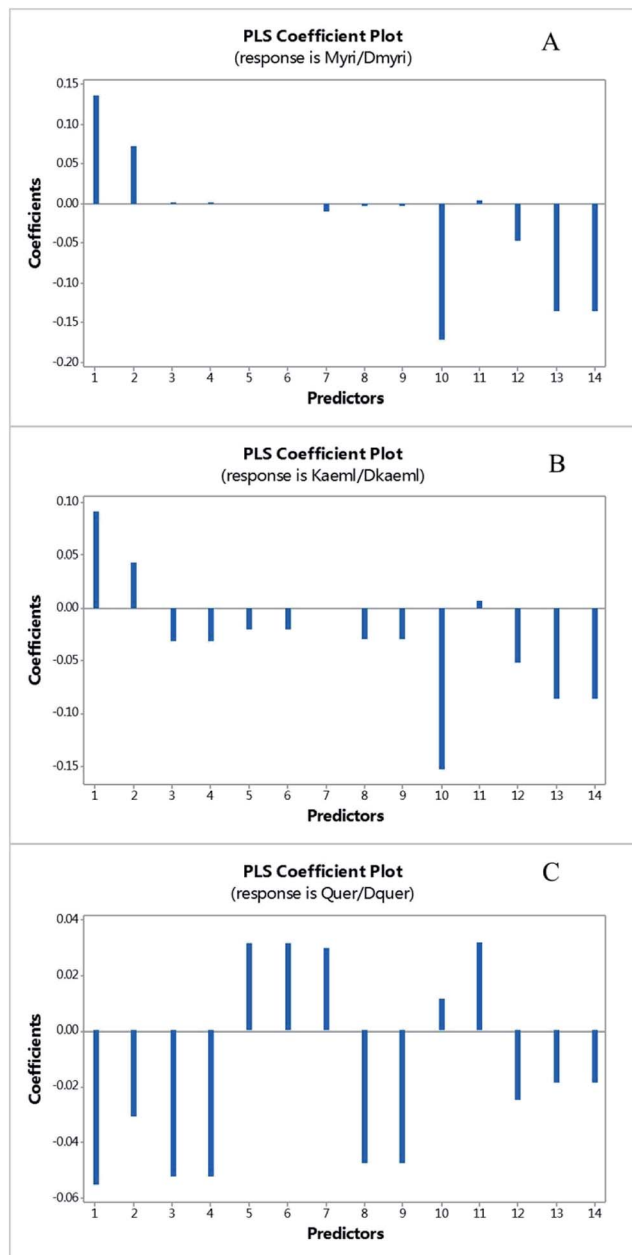 PLS Coefficient Plot
A
(response is Myri/Dmyri)
0.15
0.10
0.05
0.00
-0.05
-0.10
-0.15
-0.20
Coefficients
1 2 3 4 5 6 7 8 9 10 11 12 13 14
Predictors
PLS Coefficient Plot
B
(response is Kaeml/Dkaeml)
0.10
0.05
0.00
-0.05
-0.10
-0.15
Coefficients
1 2 3 4 5 6 7 8 9 10 11 12 13 14
Predictors
PLS Coefficient Plot
C
(response is Quer/Dquer)
0.04
0.02
0.00
-0.02
-0.04
-0.06
Coefficients
1 2 3 4 5 6 7 8 9 10 11 12 13 14
Predictors